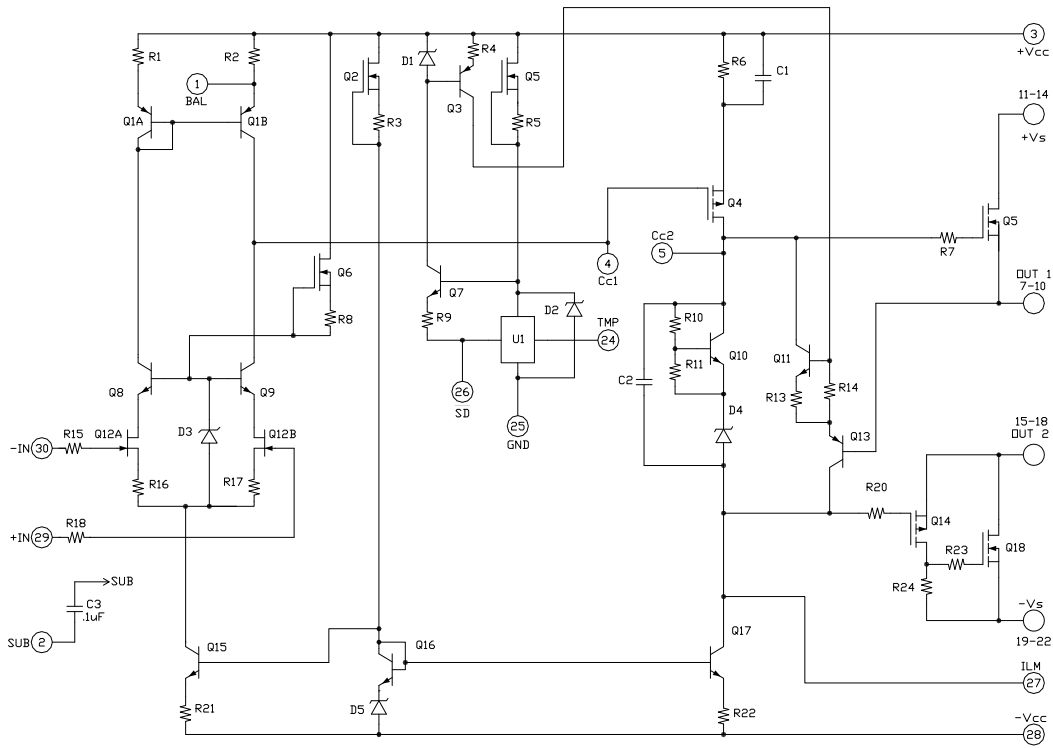 3
+Vcc
R1
R2
Q2
D1
R4
Q5
R6
C1
1
BAL
Q3
11-14
+Vs
Q1A
Q1B
R3
R5
Q4
Q5
R7
Cc2
5
4
Cc1
OUT 1
7-10
Q6
Q7
R8
R9
D2
U1
TMP
24
R10
Q10
R11
C2
Q11
R14
R13
Q8
Q9
26
SD
25
GND
D4
Q13
15-18
OUT 2
-IN 30
R15
Q12A
D3
Q12B
R16
R17
R20
Q14
Q18
R23
R24
+IN 29
R18
SUB
C3
.1uF
SUB 2
-Vs
19-22
Q15
Q16
Q17
ILM
27
R21
D5
R22
-Vcc
28